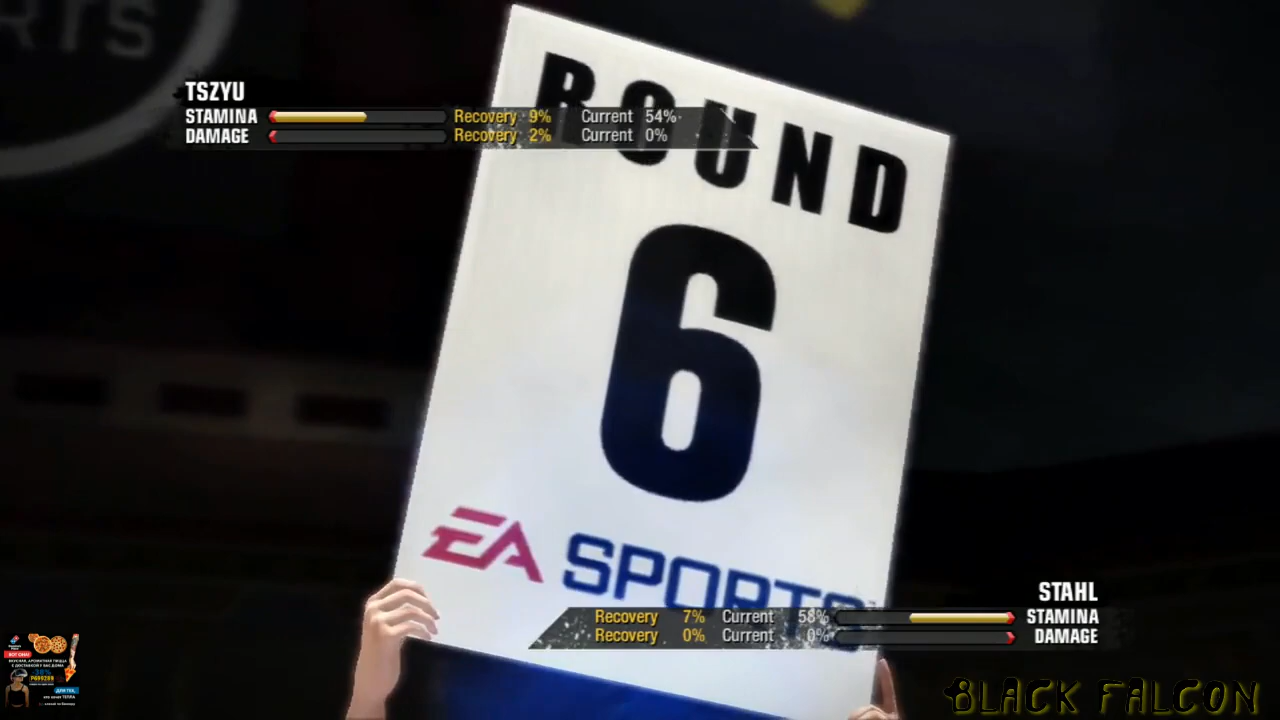 RTS
TSZYU
STAMINA Recovery 9% Current 54%
DAMAGE Recovery 2% Current 0%
ROUND
6
EA SPORTS
STAHL
Recovery 7% Current 58% STAMINA
Recovery 0% Current 0% DAMAGE
BLACK FALCON